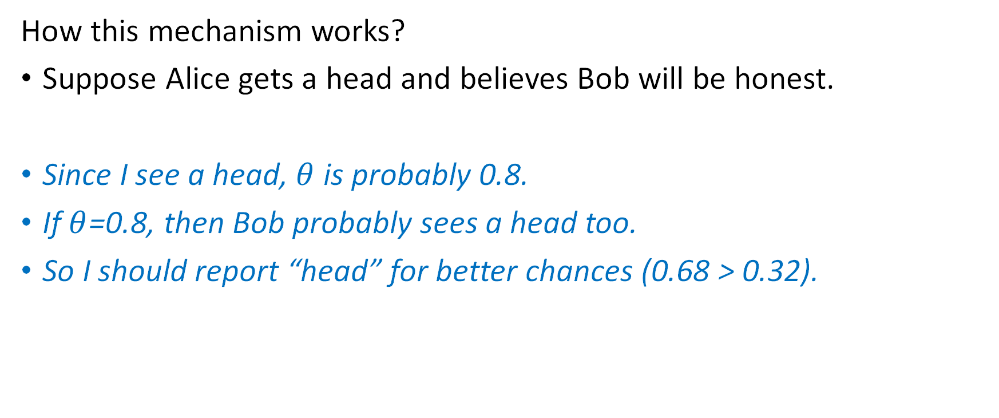 How this mechanism works?
• Suppose Alice gets a head and believes Bob will be honest.
• Since I see a head, θ is probably 0.8.
• If θ=0.8, then Bob probably sees a head too.
• So I should report “head” for better chances (0.68 > 0.32).